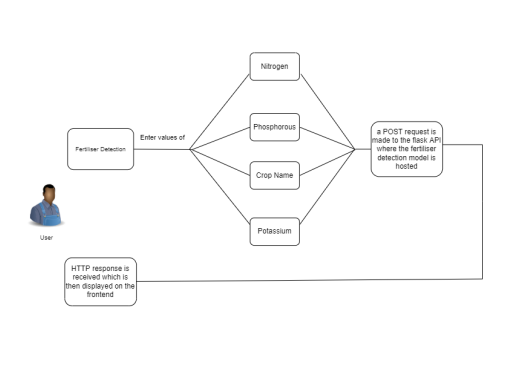 Nitrogen
Enter values of
Fertiliser Detection
Phosphorous
a POST request is
made to the flask API
where the fertiliser
detection model is
hosted
Crop Name
Potassium
User
HTTP response is
received which is
then displayed on the
frontend